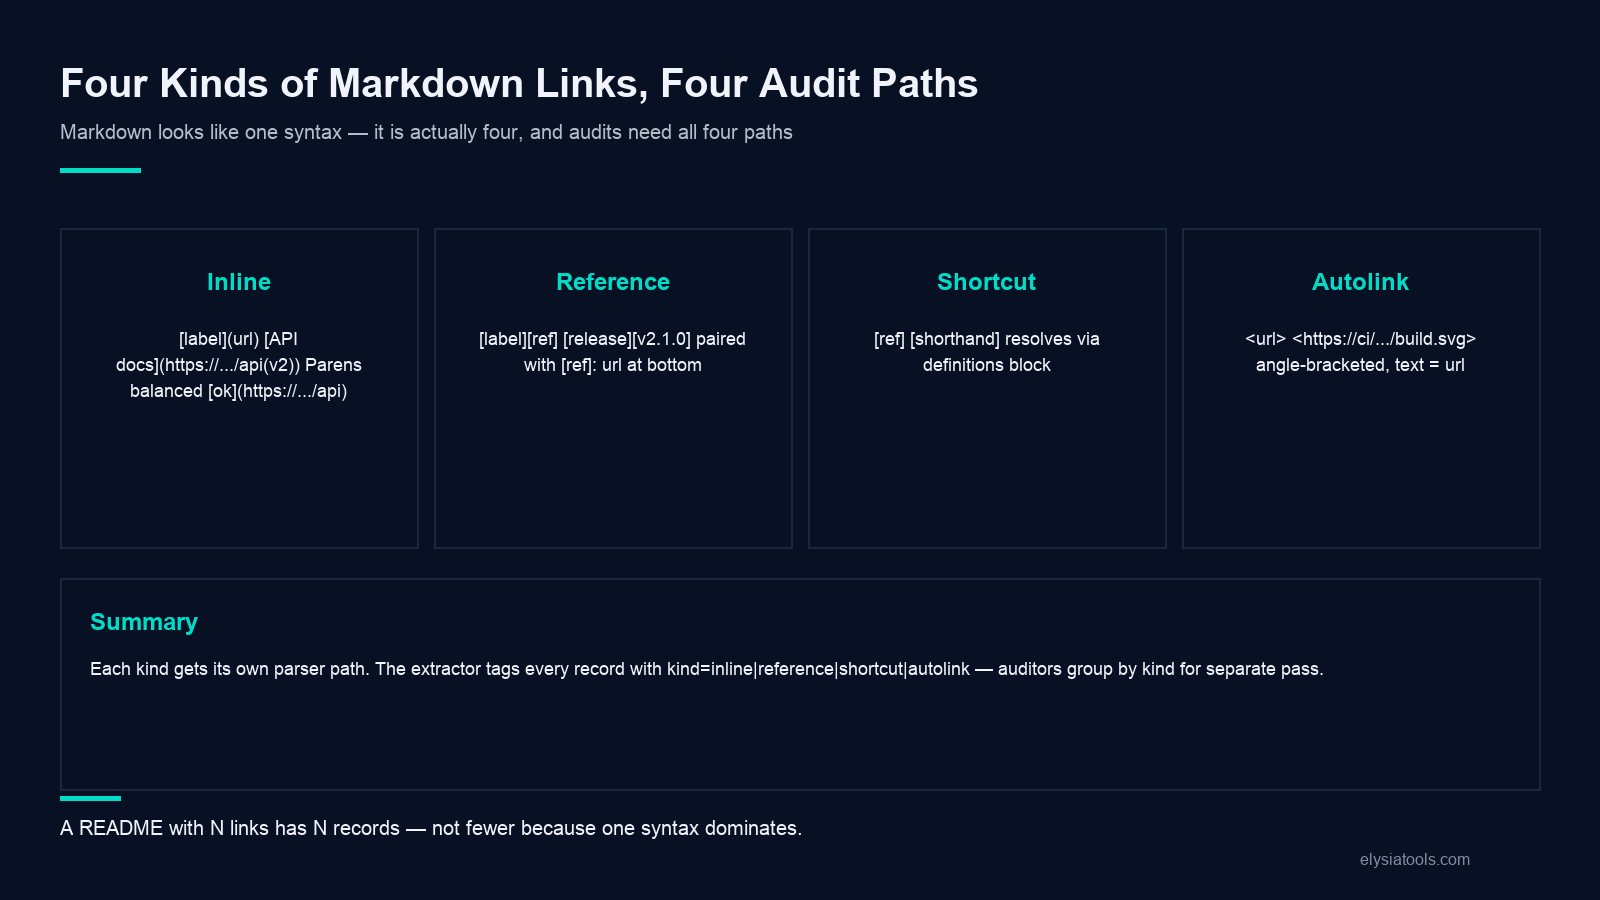 Four Kinds of Markdown Links, Four Audit Paths
Markdown looks like one syntax — it is actually four, and audits need all four paths
Inline
[label](url) [API
docs](https://.../api(v2)) Parens
balanced [ok](https://.../api)
Reference
[label][ref] [release][v2.1.0] paired
with [ref]: url at bottom
Shortcut
[ref] [shorthand] resolves via
definitions block
Autolink
<url> <https://ci/.../build.svg>
angle-bracketed, text = url
Summary
Each kind gets its own parser path. The extractor tags every record with kind=inline|reference|shortcut|autolink — auditors group by kind for separate pass.
A README with N links has N records — not fewer because one syntax dominates.
elysiatools.com